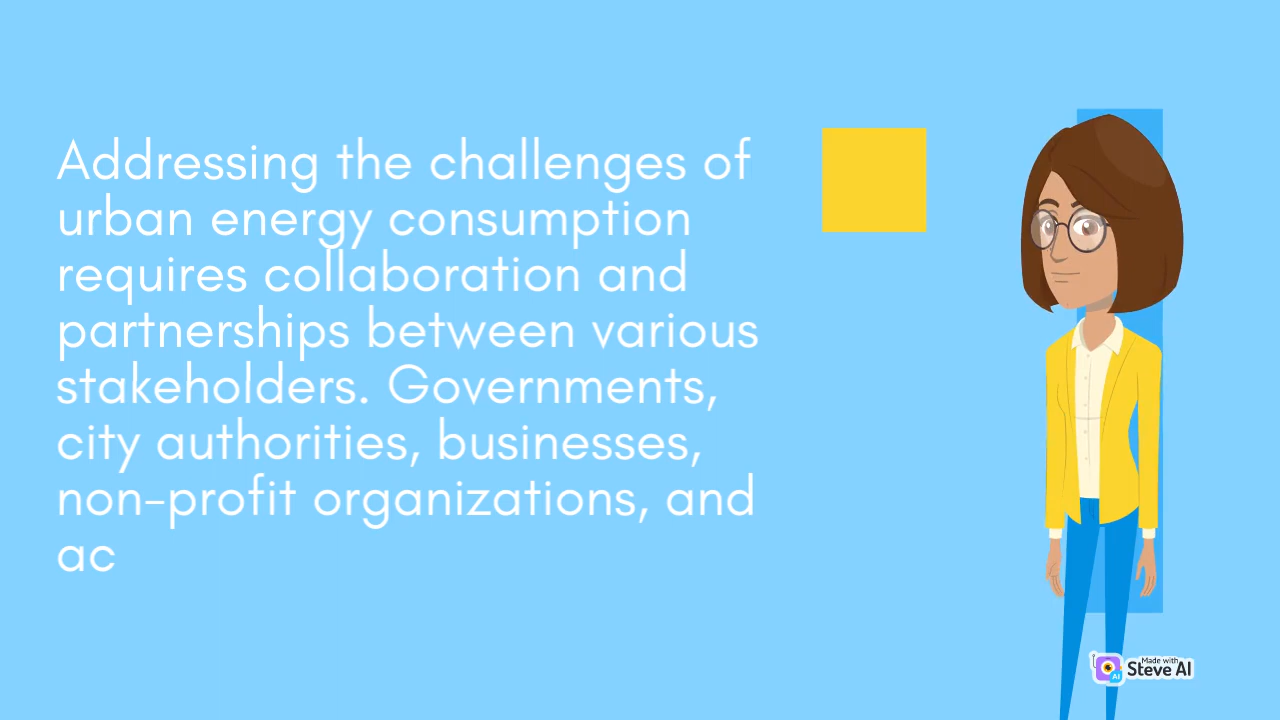 Addressing the challenges of
urban energy consumption
requires collaboration and
partnerships between various
stakeholders. Governments,
city authorities, businesses,
non-profit organizations, and
ac
Made with
Steve AI
AI